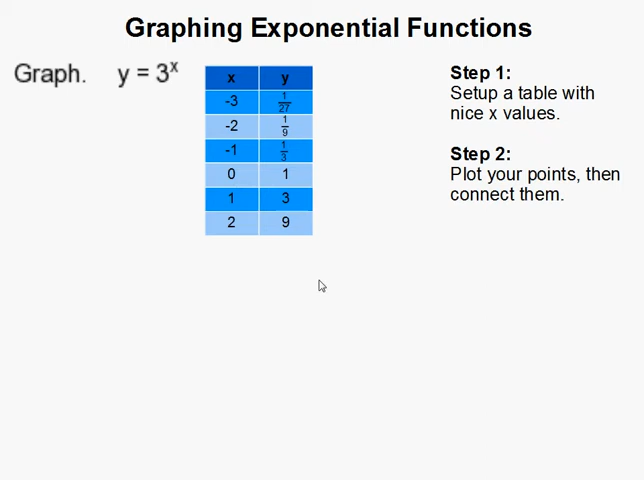 Graphing Exponential Functions
Graph. y = 3ˣ
x y
-3 1/27
-2 1/9
-1 1/3
0 1
1 3
2 9
Step 1:
Setup a table with
nice x values.
Step 2:
Plot your points, then
connect them.